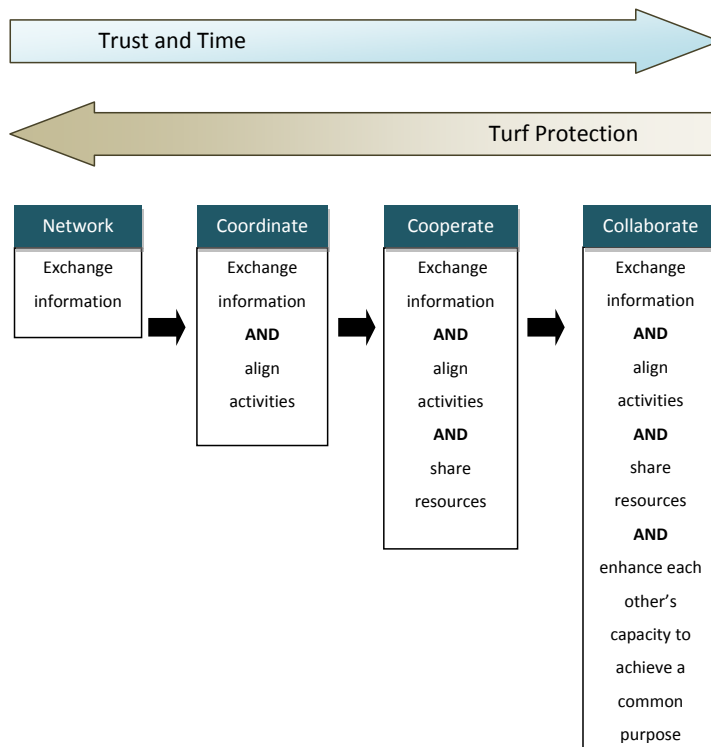 Trust and Time
Turf Protection
Network
Exchange
information
Coordinate
Exchange
information
AND
align
activities
Cooperate
Exchange
information
AND
align
activities
AND
share
resources
Collaborate
Exchange
information
AND
align
activities
AND
share
resources
AND
enhance each
other’s
capacity to
achieve a
common
purpose